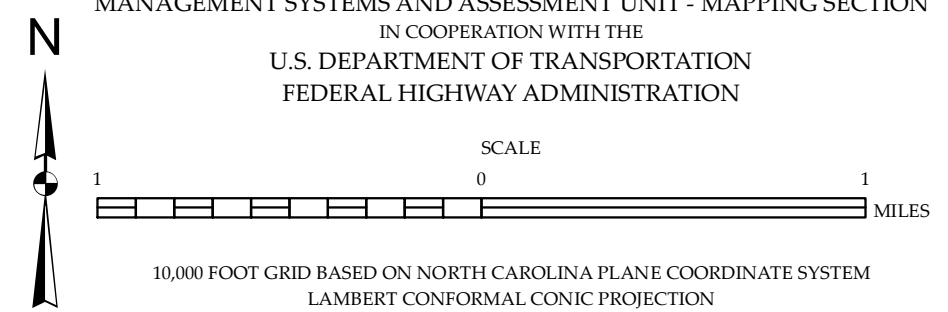 MANAGEMENT SYSTEMS AND ASSESSMENT UNIT - MAPPING SECTION
IN COOPERATION WITH THE
U.S. DEPARTMENT OF TRANSPORTATION
FEDERAL HIGHWAY ADMINISTRATION
N
SCALE
1 0 1
MILES
10,000 FOOT GRID BASED ON NORTH CAROLINA PLANE COORDINATE SYSTEM
LAMBERT CONFORMAL CONIC PROJECTION